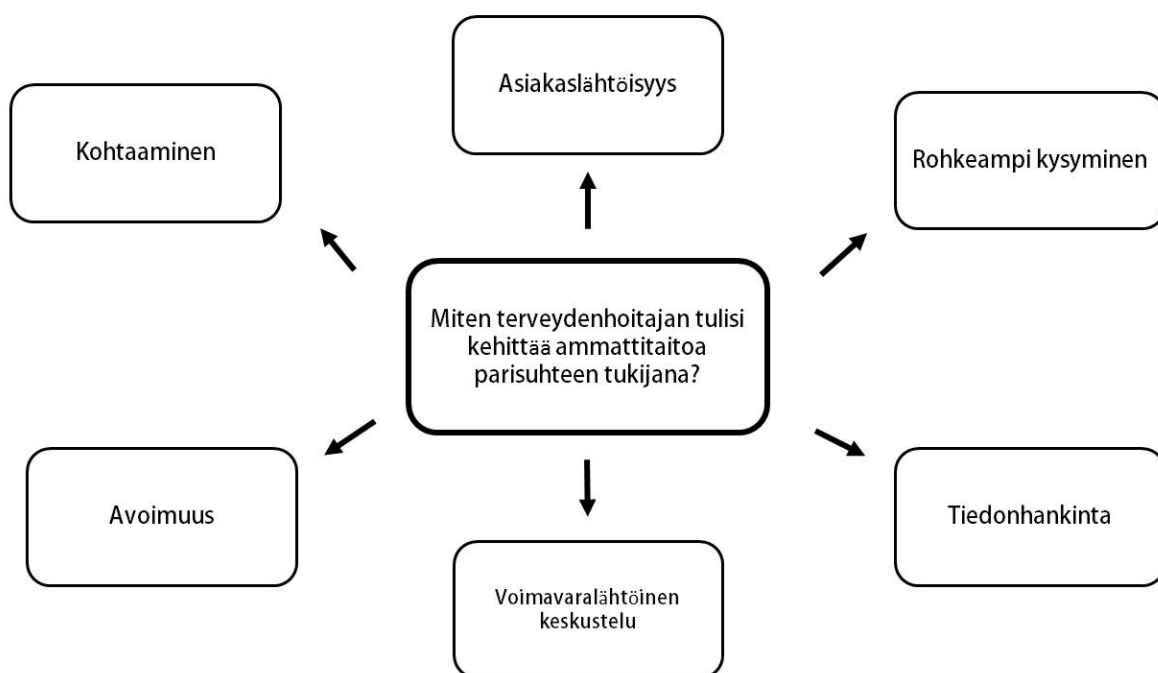 Asiakaslähtöisyys
Kohtaaminen
Rohkeampi kysyminen
Miten terveydenhoitajan tulisi
kehittää ammattitaitoa
parisuhteen tukijana?
Avoimuus
Tiedonhankinta
Voimavaralähtöinen
keskustelu